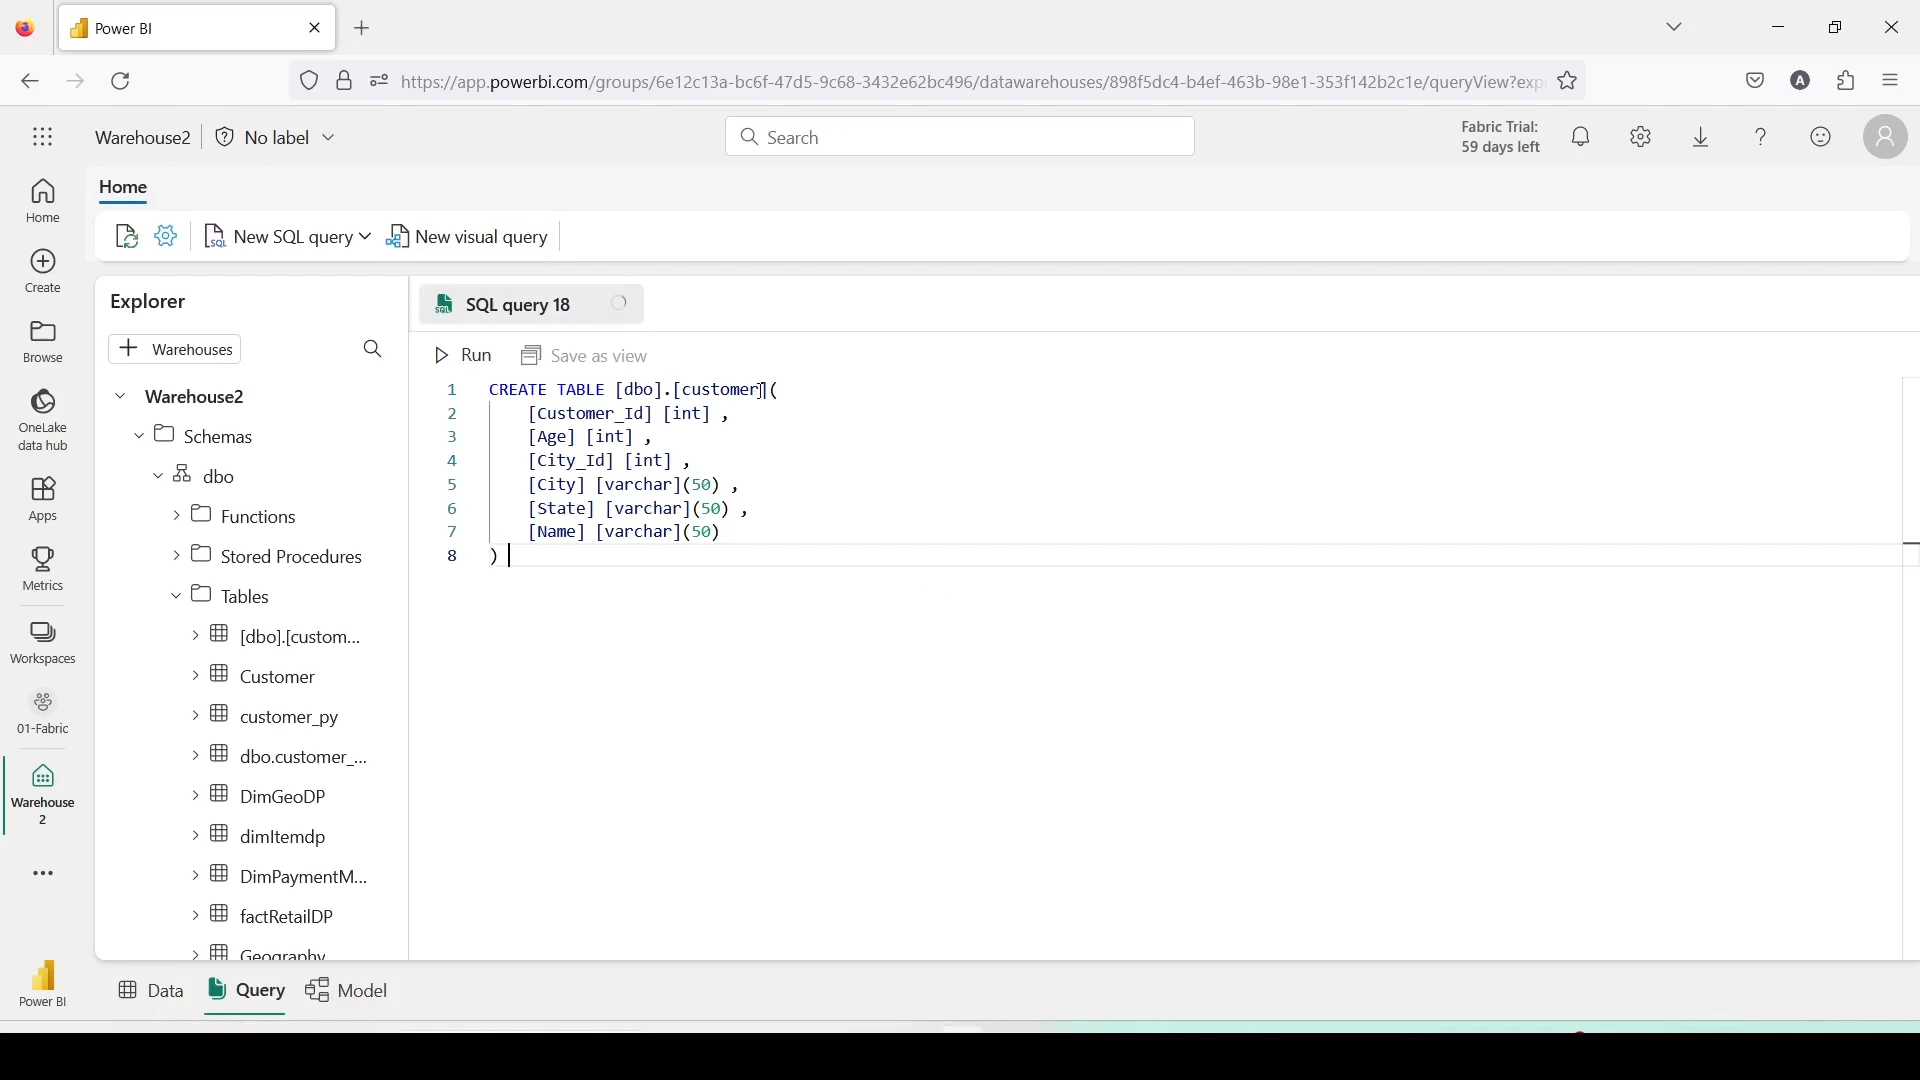 Power BI
https://app.powerbi.com/groups/6e12c13a-bc6f-47d5-9c68-3432e62bc496/datawarehouses/898f5dc4-b4ef-463b-98e1-353f142b2c1e/queryView?exp
A
Warehouse2
No label
Search
Fabric Trial:
59 days left
Home
New SQL query
New visual query
Home
Create
Browse
OneLake
data hub
Apps
Metrics
Workspaces
01-Fabric
Warehouse
2
Power BI
Explorer
Warehouses
Warehouse2
Schemas
dbo
Functions
Stored Procedures
Tables
[dbo].[custom...
Customer
customer_py
dbo.customer_...
DimGeoDP
dimItemdp
DimPaymentM...
factRetailDP
Geography
SQL query 18
Run
Save as view
1 CREATE TABLE [dbo].[customer](
2 [Customer_Id] [int] ,
3 [Age] [int] ,
4 [City_Id] [int] ,
5 [City] [varchar](50) ,
6 [State] [varchar](50) ,
7 [Name] [varchar](50)
8 )
Data
Query
Model